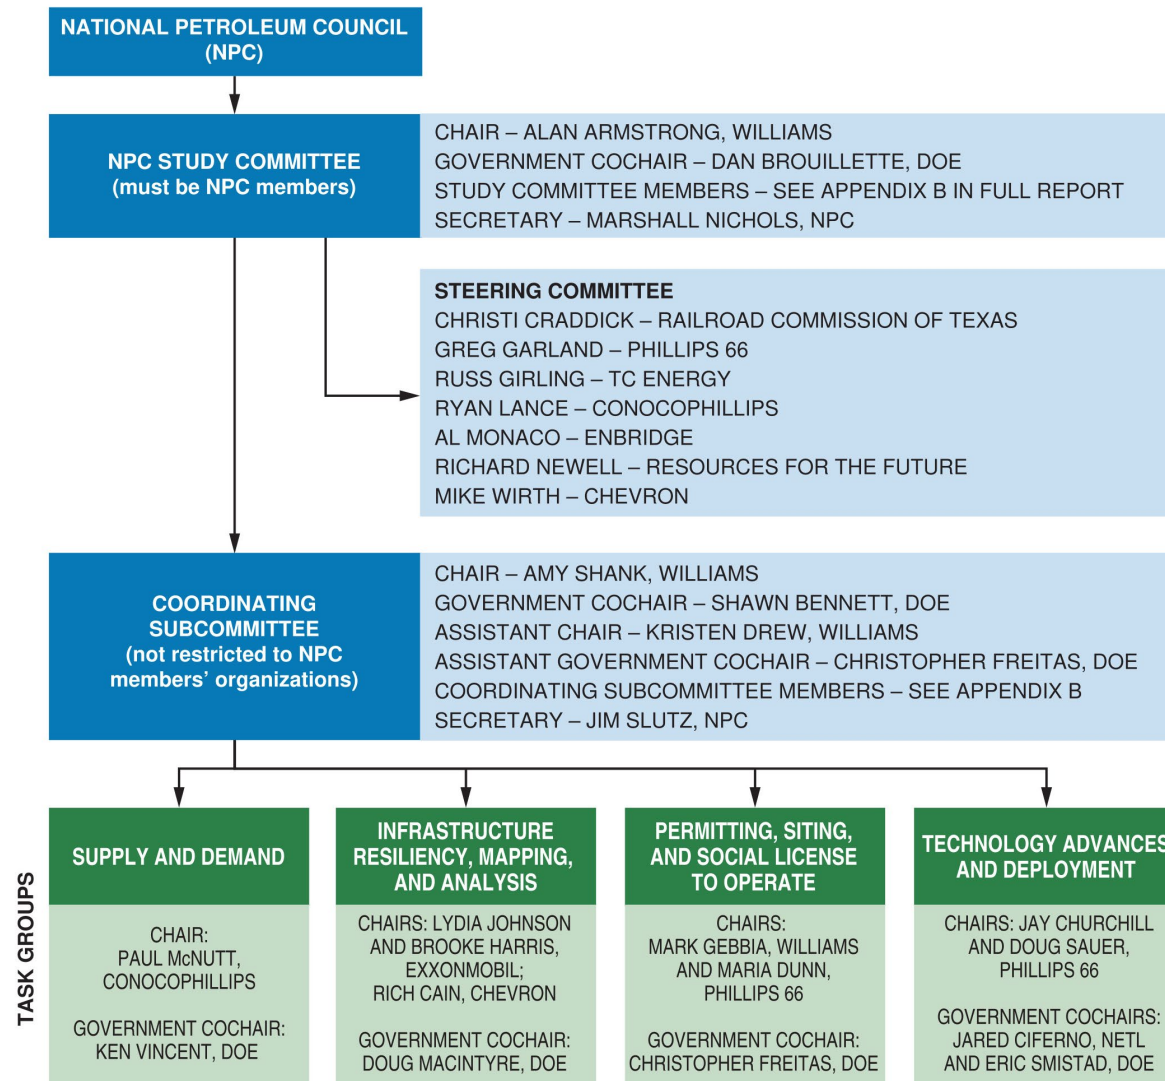 NATIONAL PETROLEUM COUNCIL
(NPC)
NPC STUDY COMMITTEE
(must be NPC members)
CHAIR – ALAN ARMSTRONG, WILLIAMS
GOVERNMENT COCHAIR – DAN BROUILLETTE, DOE
STUDY COMMITTEE MEMBERS – SEE APPENDIX B IN FULL REPORT
SECRETARY – MARSHALL NICHOLS, NPC
STEERING COMMITTEE
CHRISTI CRADDICK – RAILROAD COMMISSION OF TEXAS
GREG GARLAND – PHILLIPS 66
RUSS GIRLING – TC ENERGY
RYAN LANCE – CONOCOPHILLIPS
AL MONACO – ENBRIDGE
RICHARD NEWELL – RESOURCES FOR THE FUTURE
MIKE WIRTH – CHEVRON
COORDINATING
SUBCOMMITTEE
(not restricted to NPC
members’ organizations)
CHAIR – AMY SHANK, WILLIAMS
GOVERNMENT COCHAIR – SHAWN BENNETT, DOE
ASSISTANT CHAIR – KRISTEN DREW, WILLIAMS
ASSISTANT GOVERNMENT COCHAIR – CHRISTOPHER FREITAS, DOE
COORDINATING SUBCOMMITTEE MEMBERS – SEE APPENDIX B
SECRETARY – JIM SLUTZ, NPC
TASK GROUPS
SUPPLY AND DEMAND
CHAIR:
PAUL McNUTT,
CONOCOPHILLIPS
GOVERNMENT COCHAIR:
KEN VINCENT, DOE
INFRASTRUCTURE
RESILIENCY, MAPPING,
AND ANALYSIS
CHAIRS: LYDIA JOHNSON
AND BROOKE HARRIS,
EXXONMOBIL;
RICH CAIN, CHEVRON
GOVERNMENT COCHAIR:
DOUG MACINTYRE, DOE
PERMITTING, SITING,
AND SOCIAL LICENSE
TO OPERATE
CHAIRS:
MARK GEBBIA, WILLIAMS
AND MARIA DUNN,
PHILLIPS 66
GOVERNMENT COCHAIR:
CHRISTOPHER FREITAS, DOE
TECHNOLOGY ADVANCES
AND DEPLOYMENT
CHAIRS: JAY CHURCHILL
AND DOUG SAUER,
PHILLIPS 66
GOVERNMENT COCHAIRS:
JARED CIFERNO, NETL
AND ERIC SMISTAD, DOE